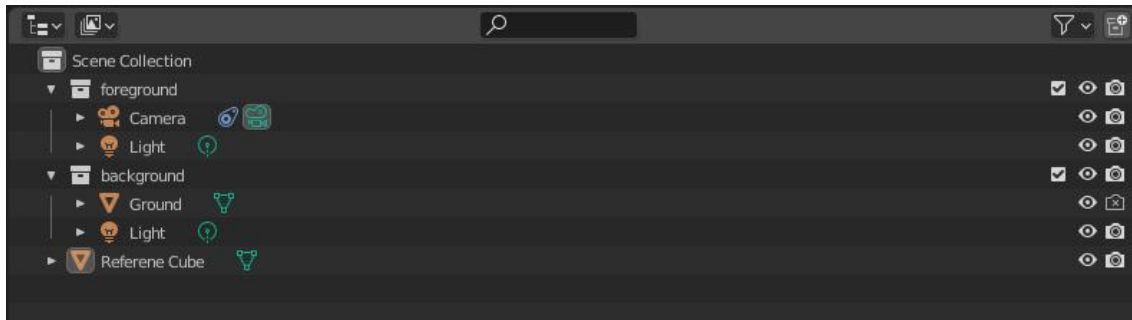 Scene Collection
foreground
Camera
Light
background
Ground
Light
Referene Cube